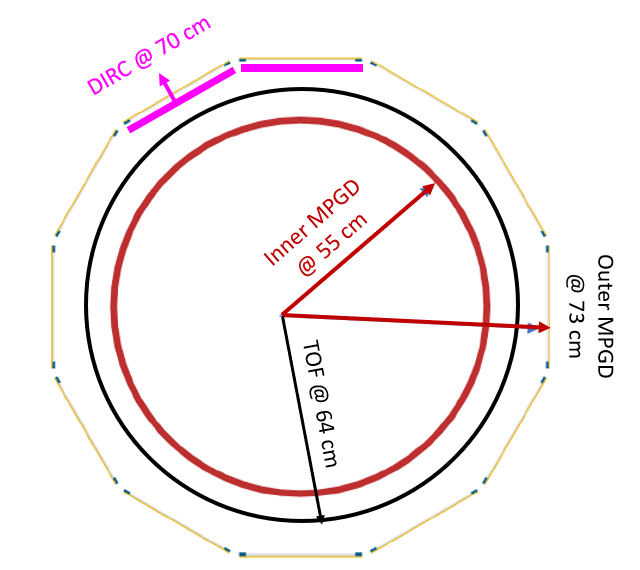 DIRC @ 70 cm
Inner MPGD
@ 55 cm
Outer MPGD
@ 73 cm
TOF @ 64 cm